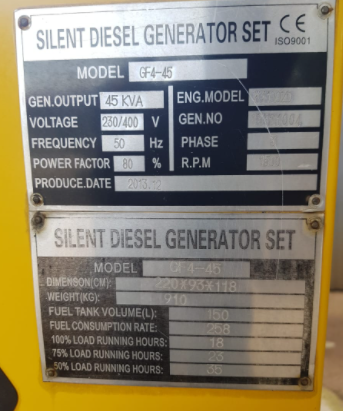 SILENT DIESEL GENERATOR SET CE
ISO9001
MODEL GF4-45
GEN.OUTPUT 45 KVA ENG.MODEL
VOLTAGE 230/400 V GEN.NO
FREQUENCY 50 Hz PHASE
POWER FACTOR 80 % R.P.M
PRODUCE.DATE
SILENT DIESEL GENERATOR SET
MODEL GF4-45
DIMENSON(CM): 220X93X118
WEIGHT(KG): 910
FUEL TANK VOLUME(L): 150
FUEL CONSUMPTION RATE: 258
100% LOAD RUNNING HOURS: 18
75% LOAD RUNNING HOURS: 23
50% LOAD RUNNING HOURS: 36